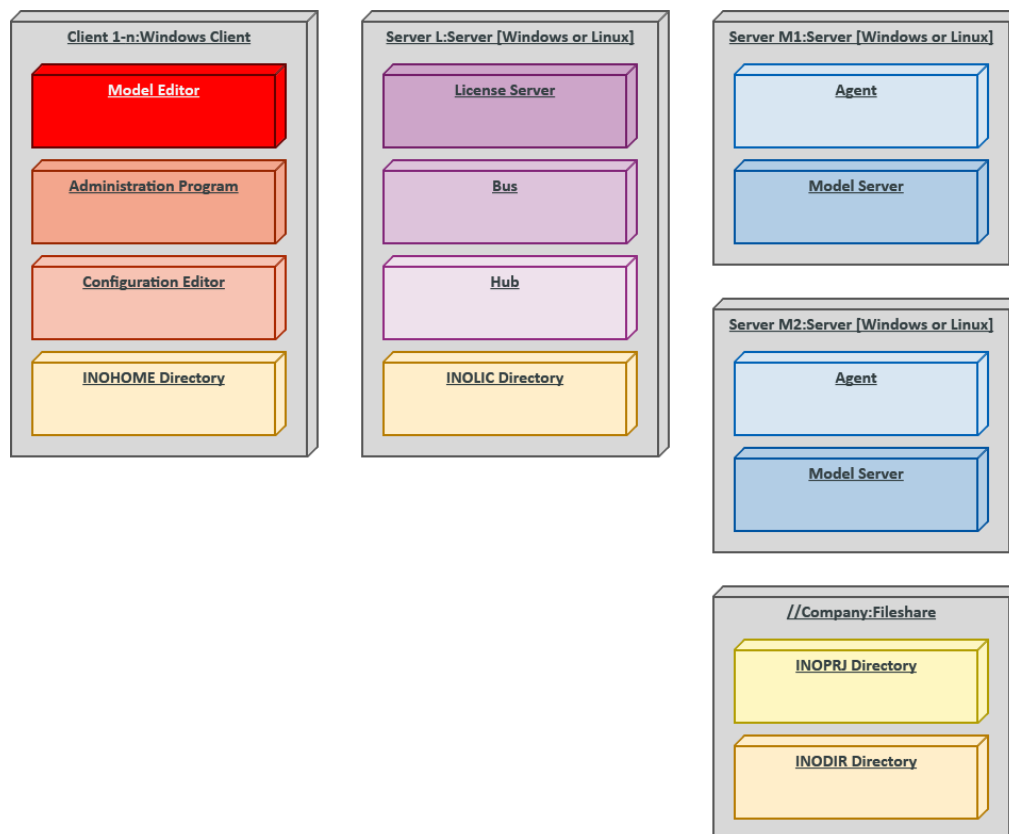 Client 1-n:Windows Client
Model Editor
Administration Program
Configuration Editor
INOHOME Directory
Server L:Server [Windows or Linux]
License Server
Bus
Hub
INOLIC Directory
Server M1:Server [Windows or Linux]
Agent
Model Server
Server M2:Server [Windows or Linux]
Agent
Model Server
//Company:Fileshare
INOPRJ Directory
INODIR Directory